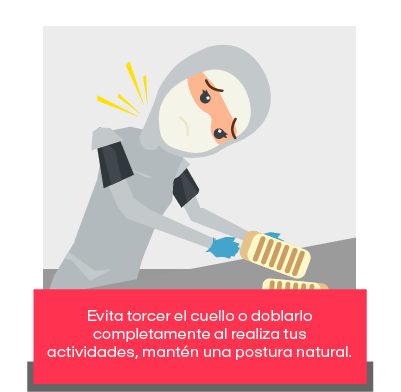 Evita torcer el cuello o doblarlo
completamente al realiza tus
actividades, mantén una postura natural.